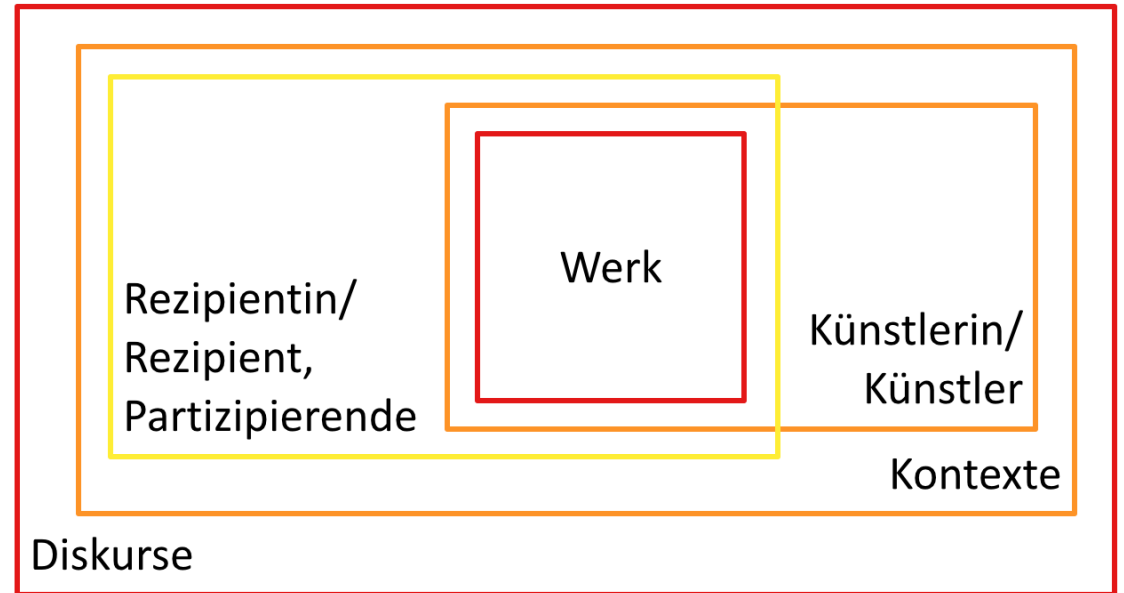 Werk
Rezipientin/
Rezipient,
Partizipierende
Künstlerin/
Künstler
Kontexte
Diskurse